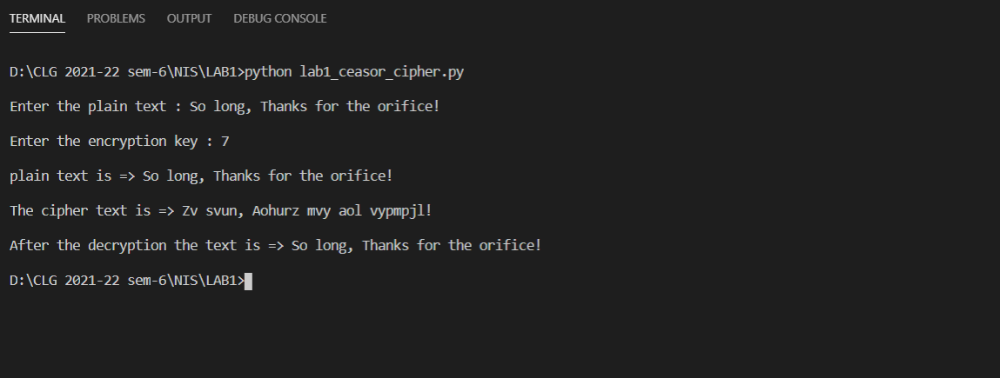 TERMINAL PROBLEMS OUTPUT DEBUG CONSOLE
D:\CLG 2021-22 sem-6\NIS\LAB1>python lab1_ceasor_cipher.py
Enter the plain text : So long, Thanks for the orifice!
Enter the encryption key : 7
plain text is => So long, Thanks for the orifice!
The cipher text is => Zv svun, Aohurz mvy aol vypmpjl!
After the decryption the text is => So long, Thanks for the orifice!
D:\CLG 2021-22 sem-6\NIS\LAB1>